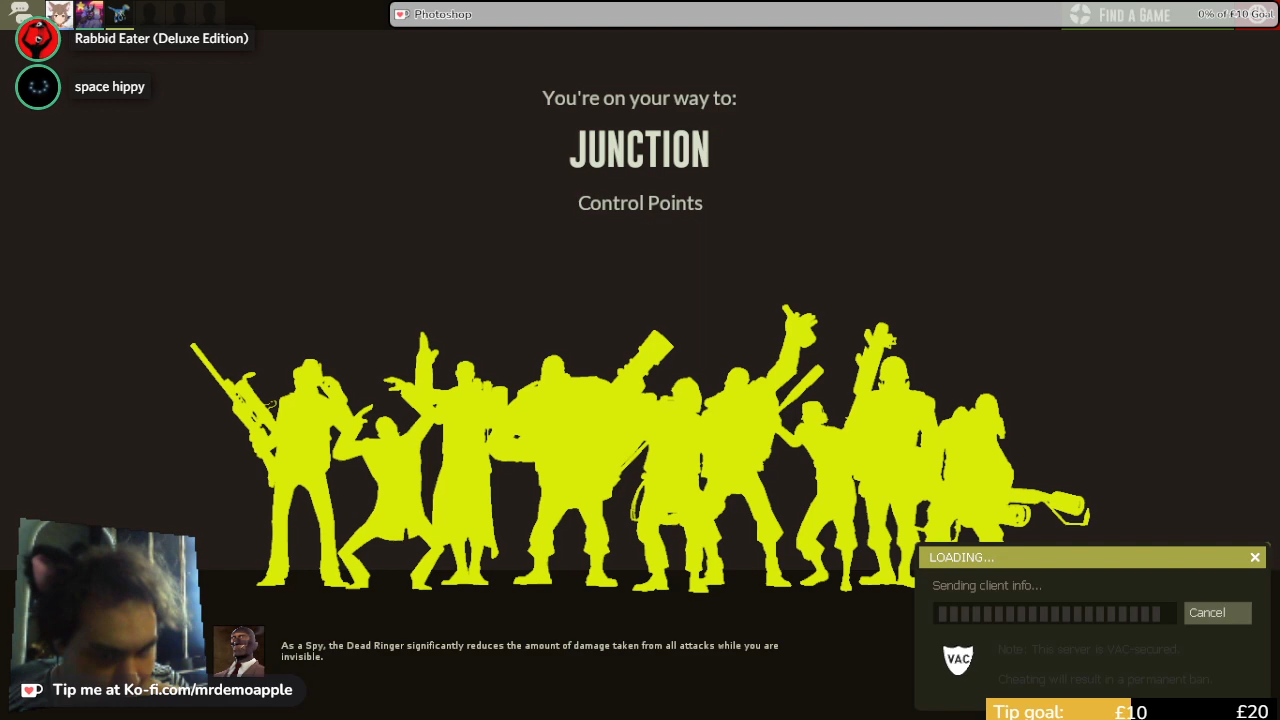 Photoshop
FIND A GAME
0% of £10 Goal
Rabbid Eater (Deluxe Edition)
space hippy
You're on your way to:
JUNCTION
Control Points
LOADING...
Sending client info...
Cancel
VAC
Note: This server is VAC-secured.
Cheating will result in a permanent ban.
As a Spy, the Dead Ringer significantly reduces the amount of damage taken from all attacks while you are
invisible.
Tip me at Ko-fi.com/mrdemoapple
Tip goal: £10 £20